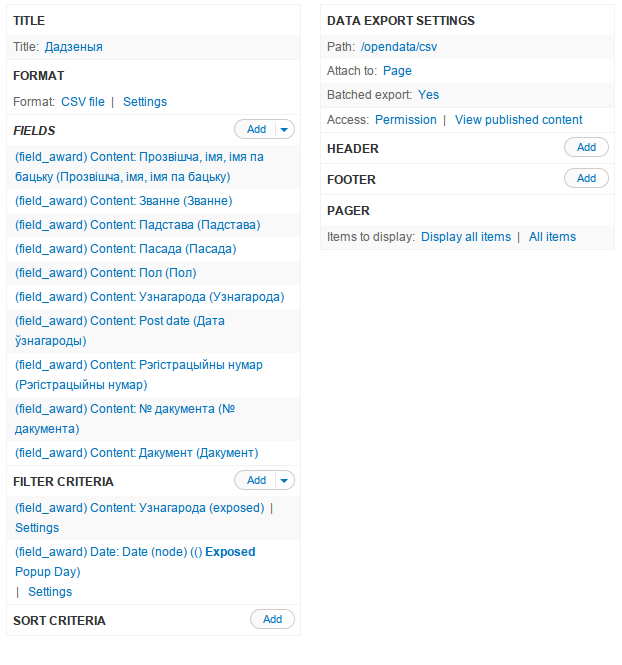 TITLE
Title: Дадзеныя
FORMAT
Format: CSV file | Settings
FIELDS Add
(field_award) Content: Прозвішча, імя, імя па
бацьку (Прозвішча, імя, імя па бацьку)
(field_award) Content: Званне (Званне)
(field_award) Content: Падстава (Падстава)
(field_award) Content: Пасада (Пасада)
(field_award) Content: Пол (Пол)
(field_award) Content: Узнагарода (Узнагарода)
(field_award) Content: Post date (Дата
ўзнагароды)
(field_award) Content: Рэгістрацыйны нумар
(Рэгістрацыйны нумар)
(field_award) Content: № дакумента (№
дакумента)
(field_award) Content: Дакумент (Дакумент)
FILTER CRITERIA Add
(field_award) Content: Узнагарода (exposed) |
Settings
(field_award) Date: Date (node) (() Exposed
Popup Day)
| Settings
SORT CRITERIA Add
DATA EXPORT SETTINGS
Path: /opendata/csv
Attach to: Page
Batched export: Yes
Access: Permission | View published content
HEADER Add
FOOTER Add
PAGER
Items to display: Display all items | All items